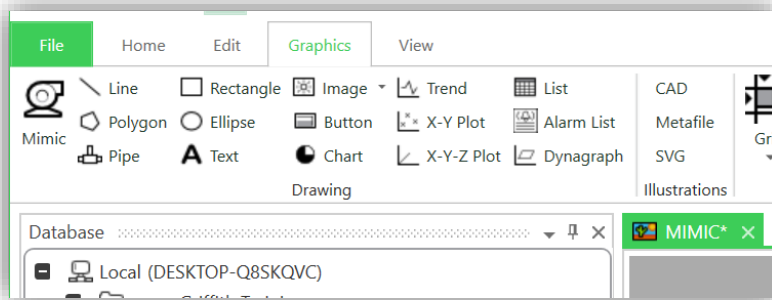 File Home Edit Graphics View
Line Rectangle Image Trend List CAD
Mimic Polygon Ellipse Button X-Y Plot Alarm List Metafile
Pipe Text Chart X-Y-Z Plot Dynagraph SVG
Drawing Illustrations
Database MIMIC*
Local (DESKTOP-Q8SKQVC)